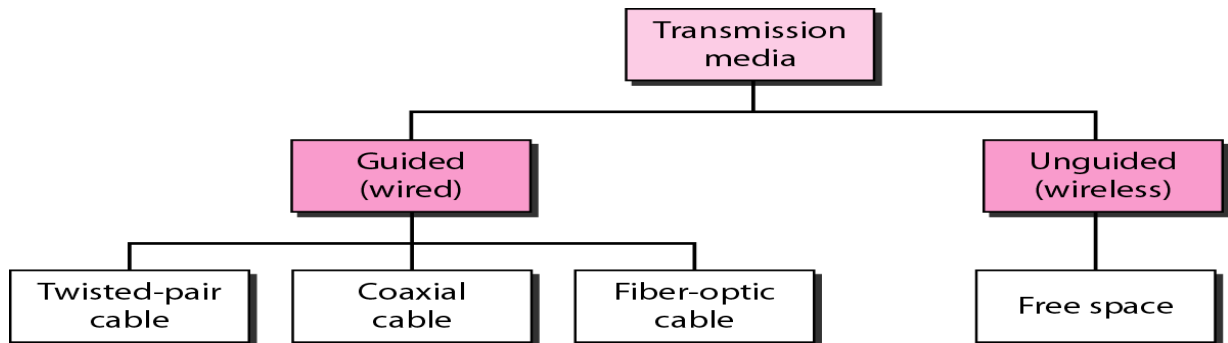 Transmission
media
Guided
(wired)
Unguided
(wireless)
Twisted-pair
cable
Coaxial
cable
Fiber-optic
cable
Free space